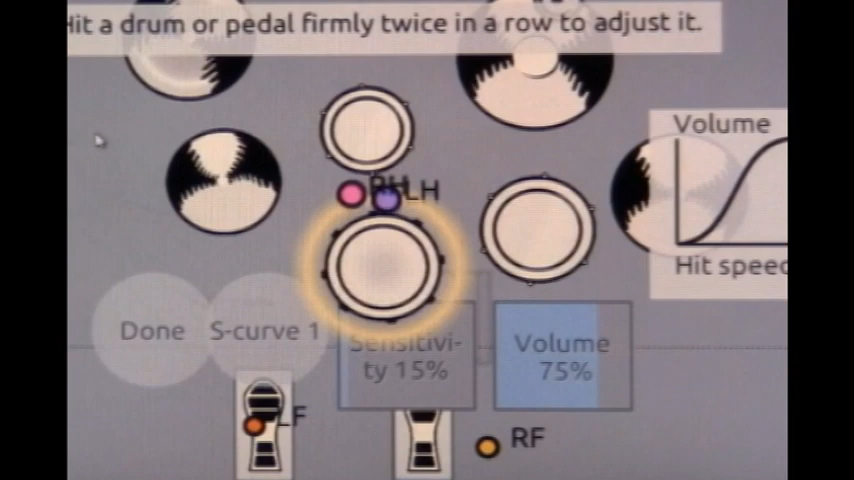 Hit a drum or pedal firmly twice in a row to adjust it.
Volume
RH
LH
Hit speed
Done
S-curve 1
Sensitivi-
ty 15%
Volume
75%
LF
RF